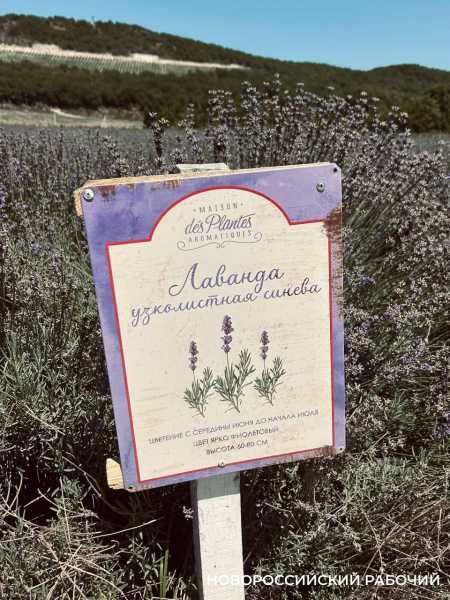 MAISON
des Plantes
AROMATIQUES
Лаванда
узколистная синева
ЦВЕТЕНИЕ С СЕРЕДИНЫ ИЮНЯ ДО НАЧАЛА ИЮЛЯ
ЦВЕТ ЯРКО ФИОЛЕТОВЫЙ
ВЫСОТА 60-80 СМ
НОВОРОССИЙСКИЙ РАБОЧИЙ